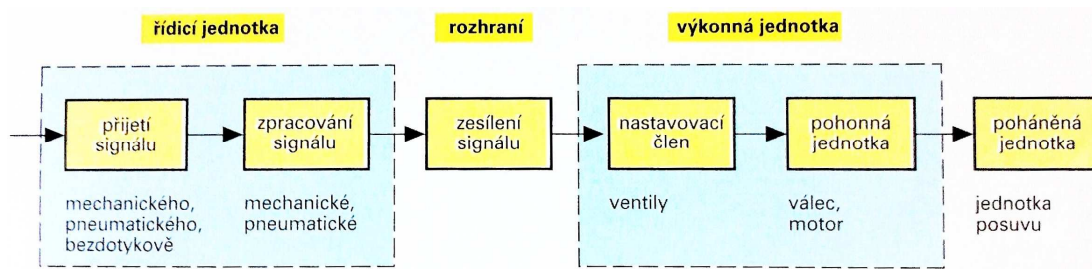 řídicí jednotka
rozhraní
výkonná jednotka
přijetí
signálu
zpracování
signálu
zesílení
signálu
nastavovací
člen
pohonná
jednotka
poháněná
jednotka
mechanického,
pneumatického,
bezdotykově
mechanické,
pneumatické
ventily
válec,
motor
jednotka
posuvu